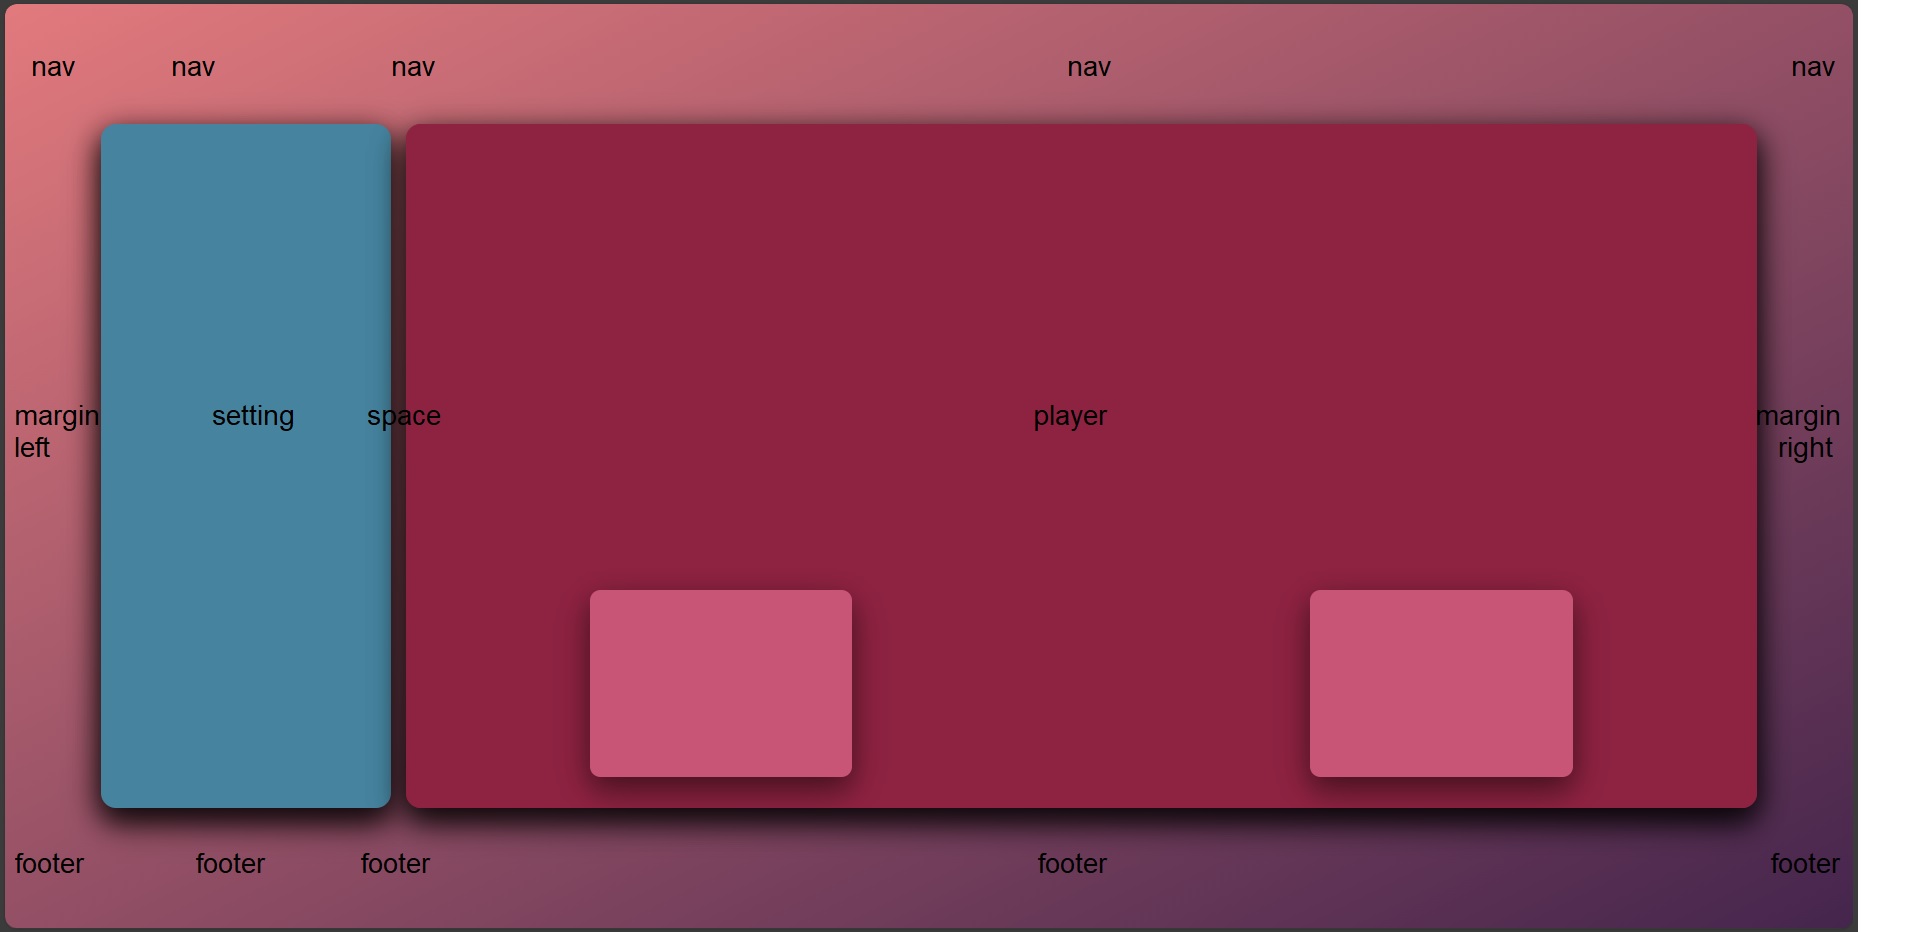 nav nav nav nav nav
margin left
setting
space
player
margin right
footer footer footer footer footer